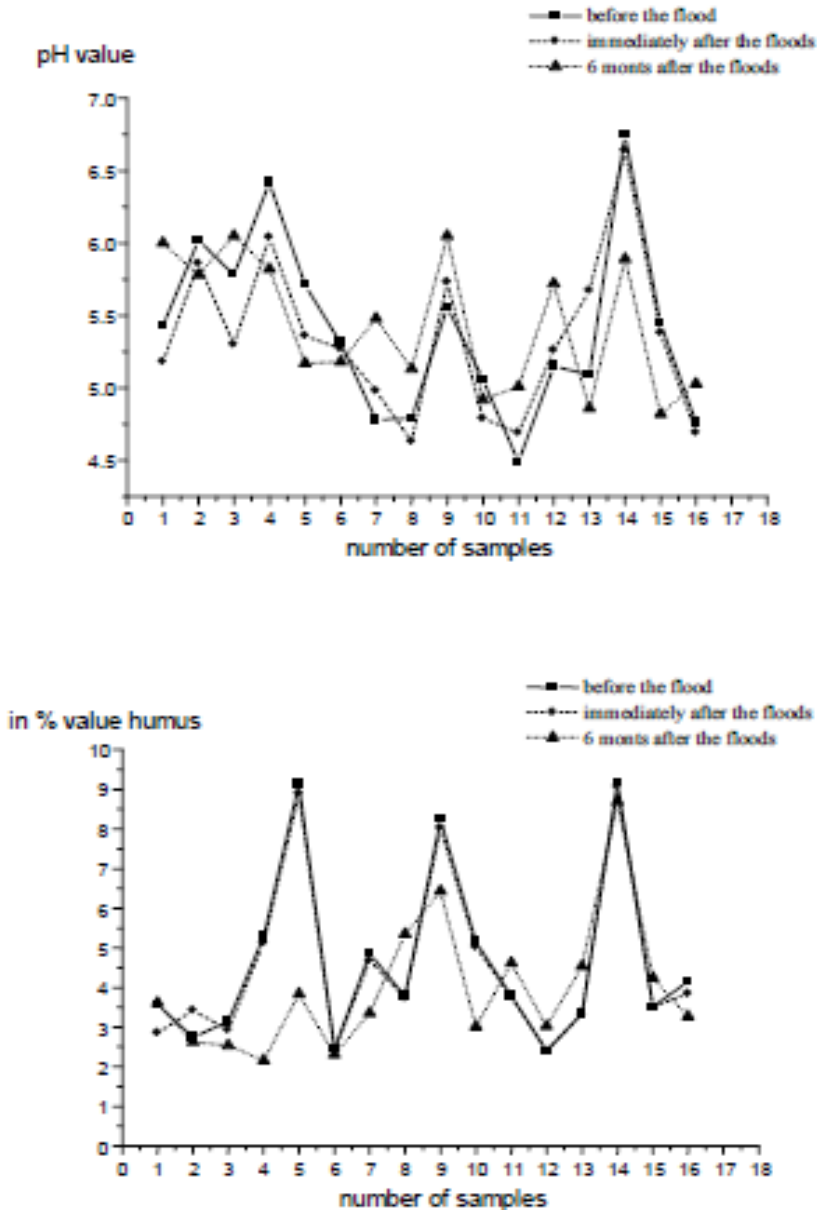 before the flood
immediately after the floods
6 monts after the floods
pH value
7.0
6.5
6.0
5.5
5.0
4.5
0 1 2 3 4 5 6 7 8 9 10 11 12 13 14 15 16 17 18
number of samples
before the flood
immediately after the floods
6 monts after the floods
in % value humus
10
9
8
7
6
5
4
3
2
1
0
0 1 2 3 4 5 6 7 8 9 10 11 12 13 14 15 16 17 18
number of samples